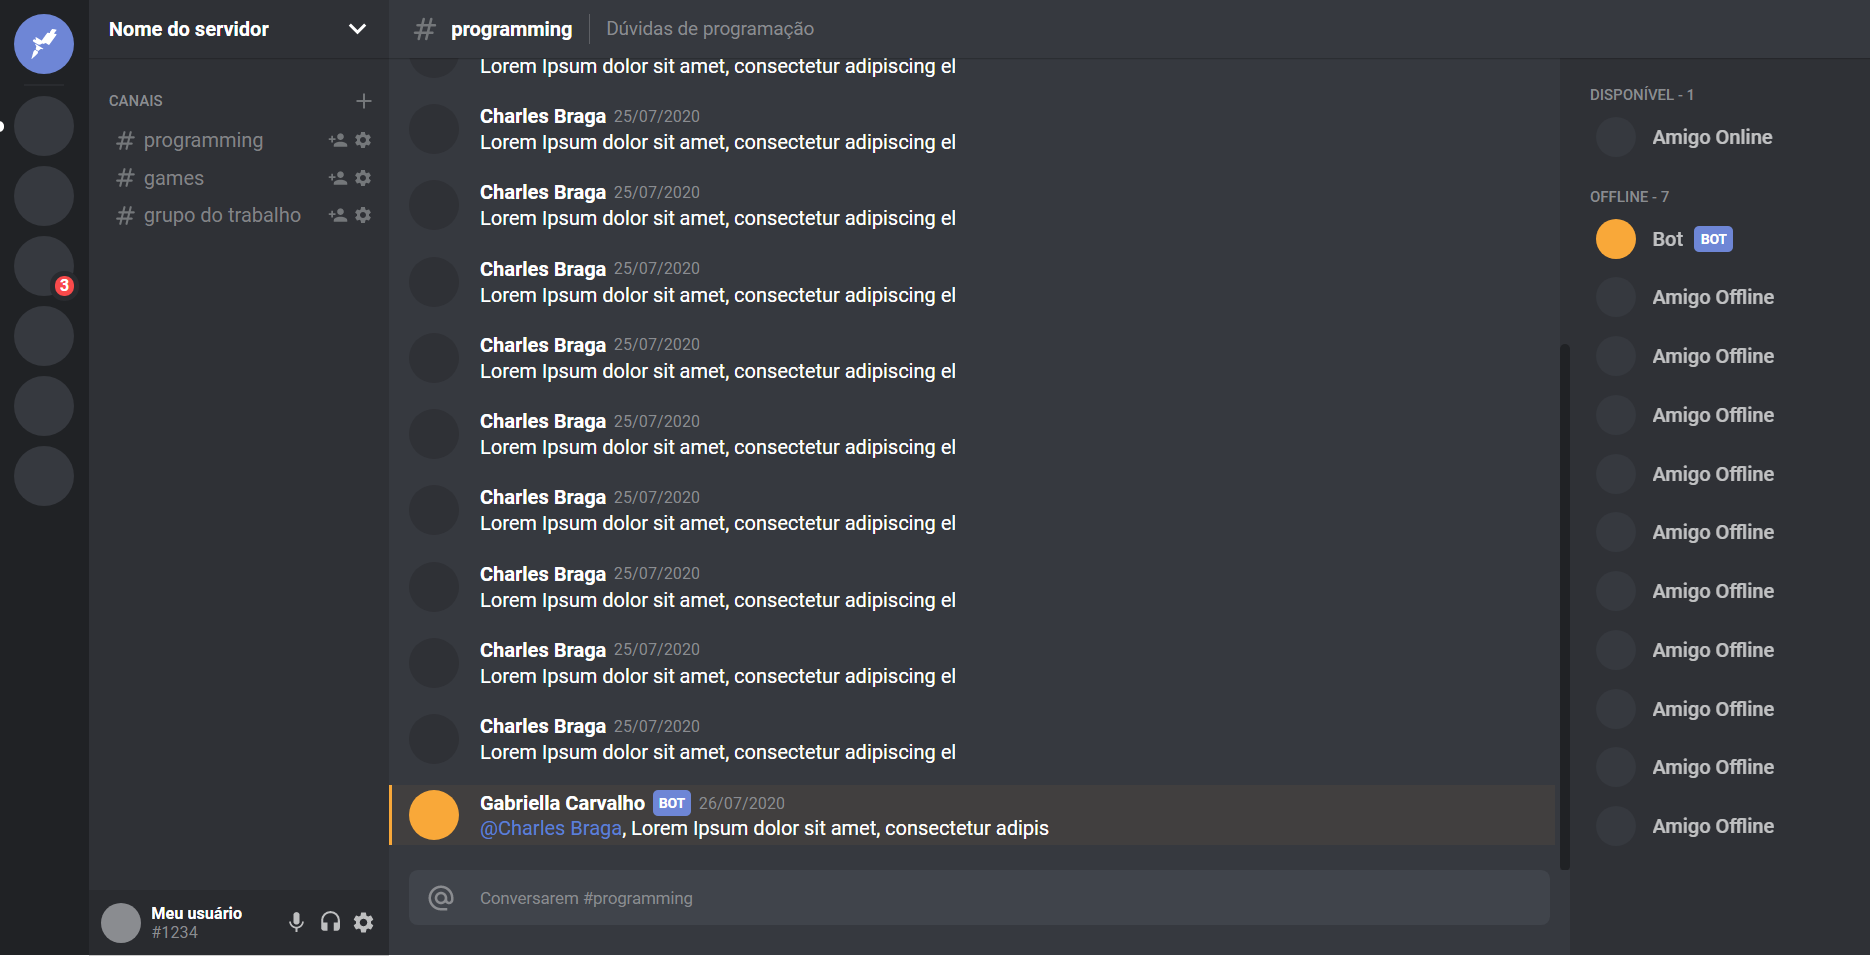 Nome do servidor
CANAIS
programming
games
grupo do trabalho
3
Meu usuário
#1234
# programming
Dúvidas de programação
Lorem Ipsum dolor sit amet, consectetur adipiscing el
Charles Braga 25/07/2020
Lorem Ipsum dolor sit amet, consectetur adipiscing el
Charles Braga 25/07/2020
Lorem Ipsum dolor sit amet, consectetur adipiscing el
Charles Braga 25/07/2020
Lorem Ipsum dolor sit amet, consectetur adipiscing el
Charles Braga 25/07/2020
Lorem Ipsum dolor sit amet, consectetur adipiscing el
Charles Braga 25/07/2020
Lorem Ipsum dolor sit amet, consectetur adipiscing el
Charles Braga 25/07/2020
Lorem Ipsum dolor sit amet, consectetur adipiscing el
Charles Braga 25/07/2020
Lorem Ipsum dolor sit amet, consectetur adipiscing el
Charles Braga 25/07/2020
Lorem Ipsum dolor sit amet, consectetur adipiscing el
Charles Braga 25/07/2020
Lorem Ipsum dolor sit amet, consectetur adipiscing el
Gabriella Carvalho BOT 26/07/2020
@Charles Braga, Lorem Ipsum dolor sit amet, consectetur adipis
Conversarem #programming
DISPONÍVEL - 1
Amigo Online
OFFLINE - 7
Bot BOT
Amigo Offline
Amigo Offline
Amigo Offline
Amigo Offline
Amigo Offline
Amigo Offline
Amigo Offline
Amigo Offline
Amigo Offline
Amigo Offline